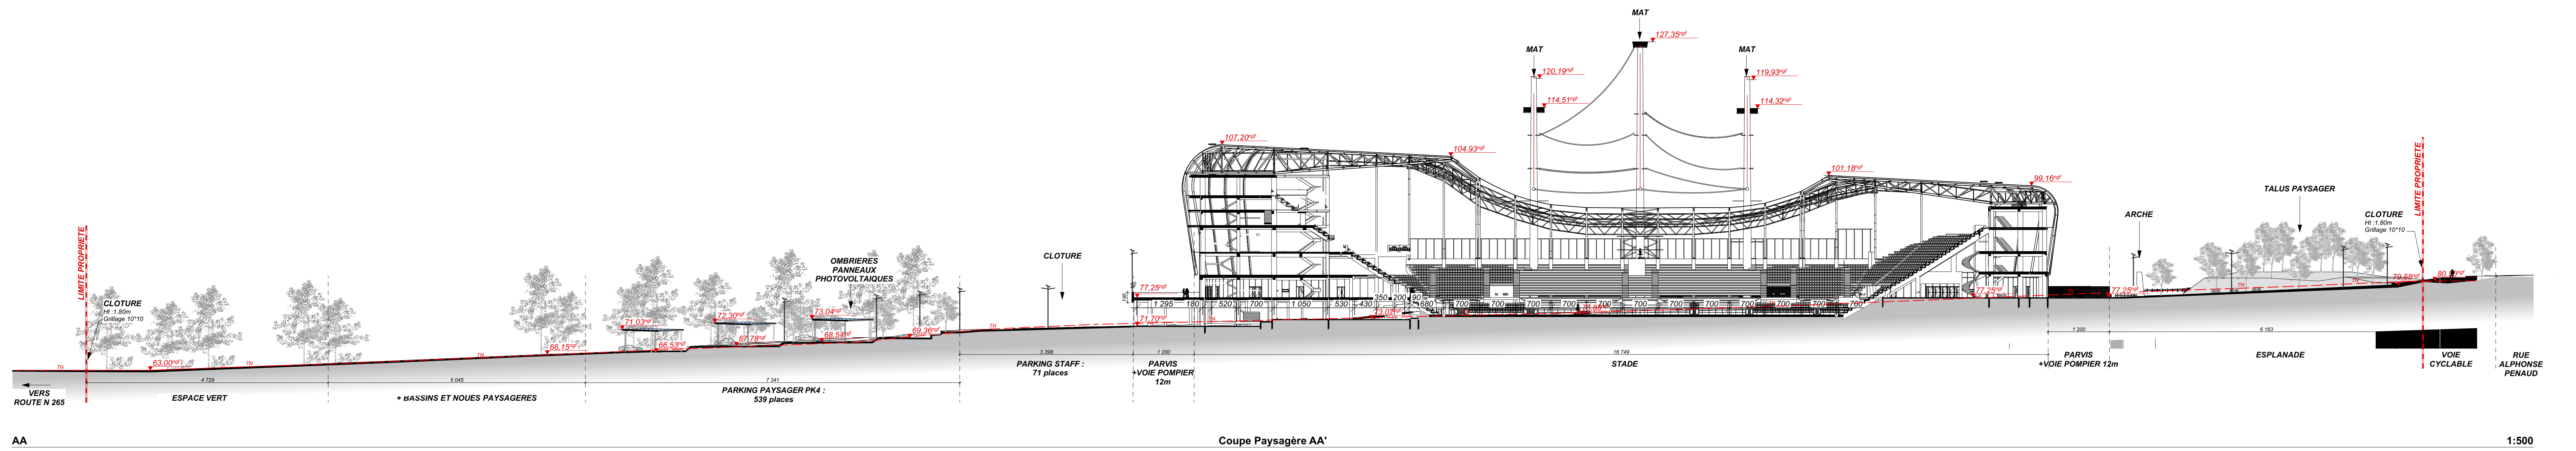 MAT
127,35ngf
MAT
120,19ngf
114,51ngf
MAT
119,93ngf
114,32ngf
107,20ngf
104,93ngf
101,18ngf
99,16ngf
LIMITE PROPRIETE
CLOTURE
Ht :1.80m
Grillage 10*10
TN
63,00ngf
TN
TN
66,15ngf
71,03ngf
66,53ngf
72,30ngf
67,78ngf
OMBRIERES
PANNEAUX
PHOTOVOLTAIQUES
73,04ngf
68,54ngf
69,36ngf
TN
CLOTURE
77,25ngf
71,70ngf
1 295
180
520
700
1 050
530
430
350
200
90
680
73,02ngf
700
700
700
700
700
700
700
700
700
700
700
700
77,25ngf
TN
77,25ngf
ARCHE
TALUS PAYSAGER
TN
TN
CLOTURE
Ht :1.80m
Grillage 10*10
LIMITE PROPRIETE
79,58ngf
4 729
5 045
7 341
3 398
1 200
16 749
1 200
6 163
VERS
ROUTE N 265
ESPACE VERT
+ BASSINS ET NOUES PAYSAGERES
PARKING PAYSAGER PK4 :
539 places
PARKING STAFF :
71 places
PARVIS
+VOIE POMPIER
12m
STADE
PARVIS
+VOIE POMPIER 12m
ESPLANADE
VOIE
CYCLABLE
RUE
ALPHONSE
PENAUD
AA
Coupe Paysagère AA'
1:500